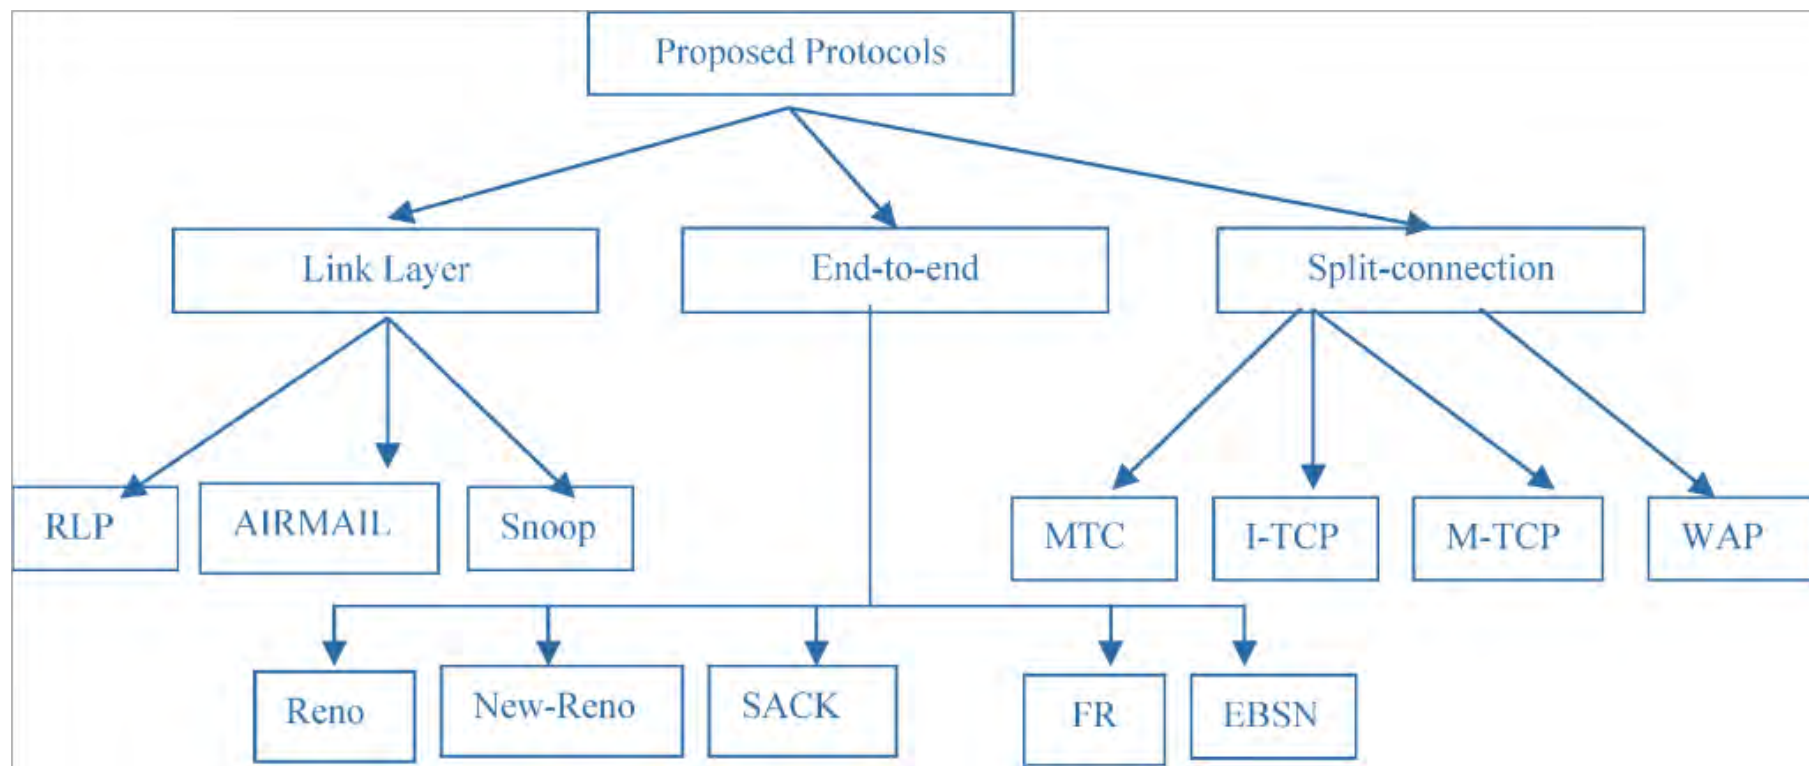 Proposed Protocols
Link Layer
End-to-end
Split-connection
RLP
AIRMAIL
Snoop
MTC
I-TCP
M-TCP
WAP
Reno
New-Reno
SACK
FR
EBSN